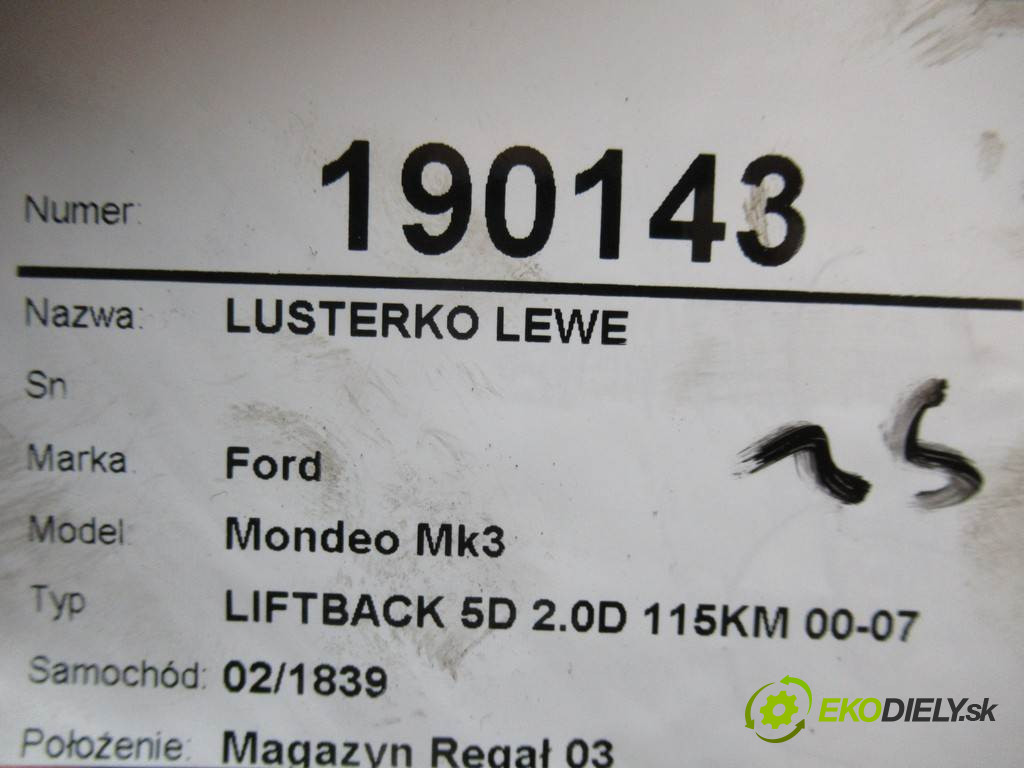 Numer: 190143
Nazwa: LUSTERKO LEWE
Sn
Marka Ford
Model Mondeo Mk3
Typ LIFTBACK 5D 2.0D 115KM 00-07
Samochód: 02/1839
Położenie: Magazyn Regał 03
EKODIELY.sk